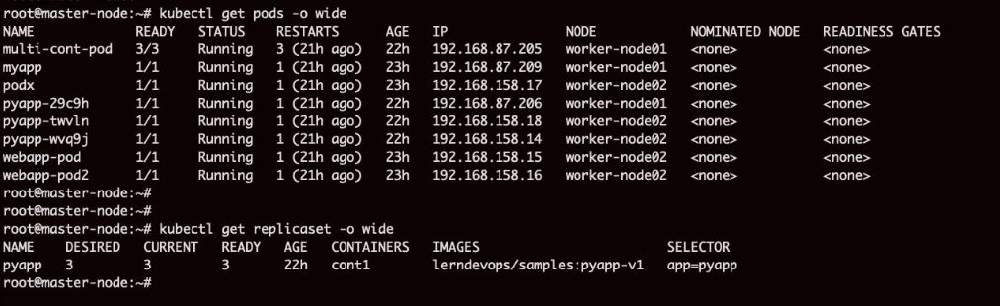 root@master-node:~# kubectl get pods -o wide
NAME READY STATUS RESTARTS AGE IP NODE NOMINATED NODE READINESS GATES
multi-cont-pod 3/3 Running 3 (21h ago) 22h 192.168.87.205 worker-node01 <none> <none>
myapp 1/1 Running 1 (21h ago) 23h 192.168.87.209 worker-node01 <none> <none>
podx 1/1 Running 1 (21h ago) 23h 192.168.158.17 worker-node02 <none> <none>
pyapp-29c9h 1/1 Running 1 (21h ago) 22h 192.168.87.206 worker-node01 <none> <none>
pyapp-twvln 1/1 Running 1 (21h ago) 22h 192.168.158.18 worker-node02 <none> <none>
pyapp-wvq9j 1/1 Running 1 (21h ago) 22h 192.168.158.14 worker-node02 <none> <none>
webapp-pod 1/1 Running 1 (21h ago) 23h 192.168.158.15 worker-node02 <none> <none>
webapp-pod2 1/1 Running 1 (21h ago) 23h 192.168.158.16 worker-node02 <none> <none>
root@master-node:~#
root@master-node:~#
root@master-node:~# kubectl get replicaset -o wide
NAME DESIRED CURRENT READY AGE CONTAINERS IMAGES SELECTOR
pyapp 3 3 3 22h cont1 lerndevops/samples:pyapp-v1 app=pyapp
root@master-node:~#